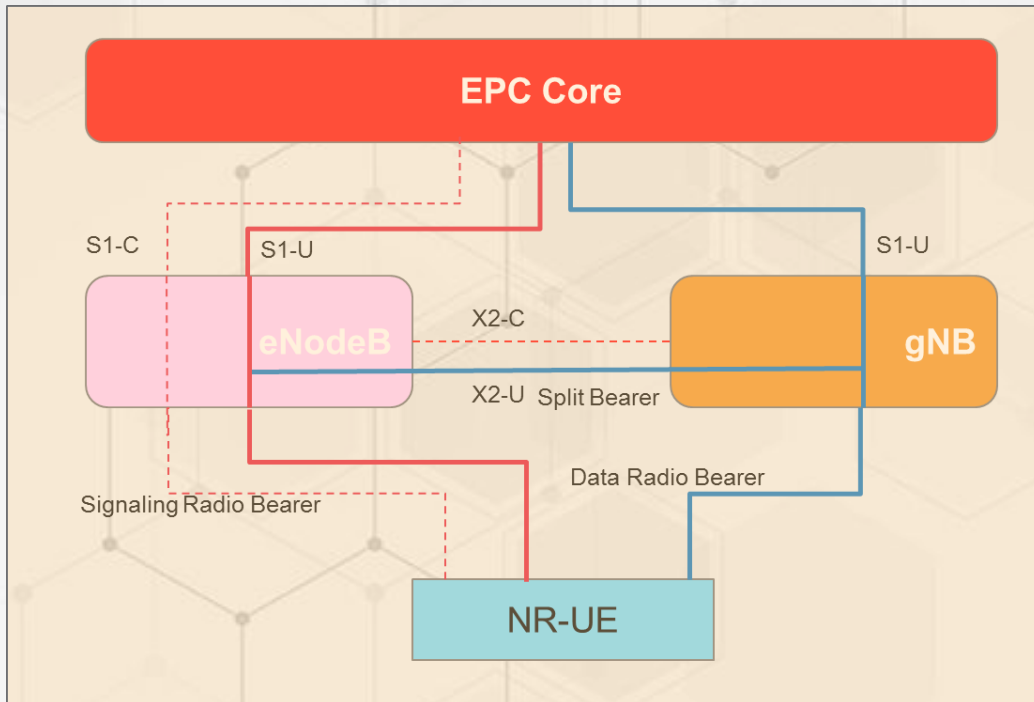 EPC Core
S1-C
S1-U
S1-U
eNodeB
X2-C
gNB
X2-U
Split Bearer
Data Radio Bearer
Signaling Radio Bearer
NR-UE